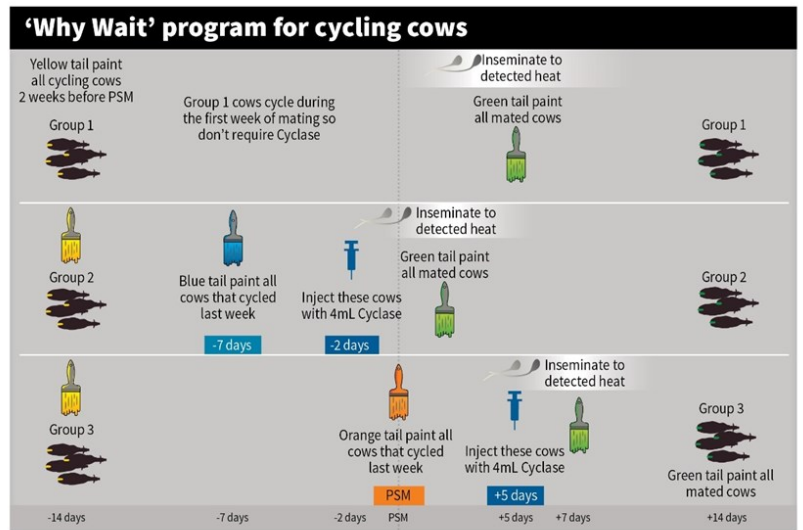 ‘Why Wait’ program for cycling cows
Yellow tail paint
all cycling cows
2 weeks before PSM
Group 1
Group 1 cows cycle during
the first week of mating so
don’t require Cyclase
Inseminate to
detected heat
Green tail paint
all mated cows
Group 1
Group 2
Blue tail paint all
cows that cycled
last week
-7 days
Inject these cows
with 4mL Cyclase
-2 days
Inseminate to
detected heat
Green tail paint
all mated cows
Group 2
Group 3
Orange tail paint all
cows that cycled
last week
PSM
Inject these cows
with 4mL Cyclase
+5 days
Inseminate to
detected heat
Group 3
Green tail paint all
mated cows
-14 days
-7 days
-2 days
PSM
+5 days
+7 days
+14 days